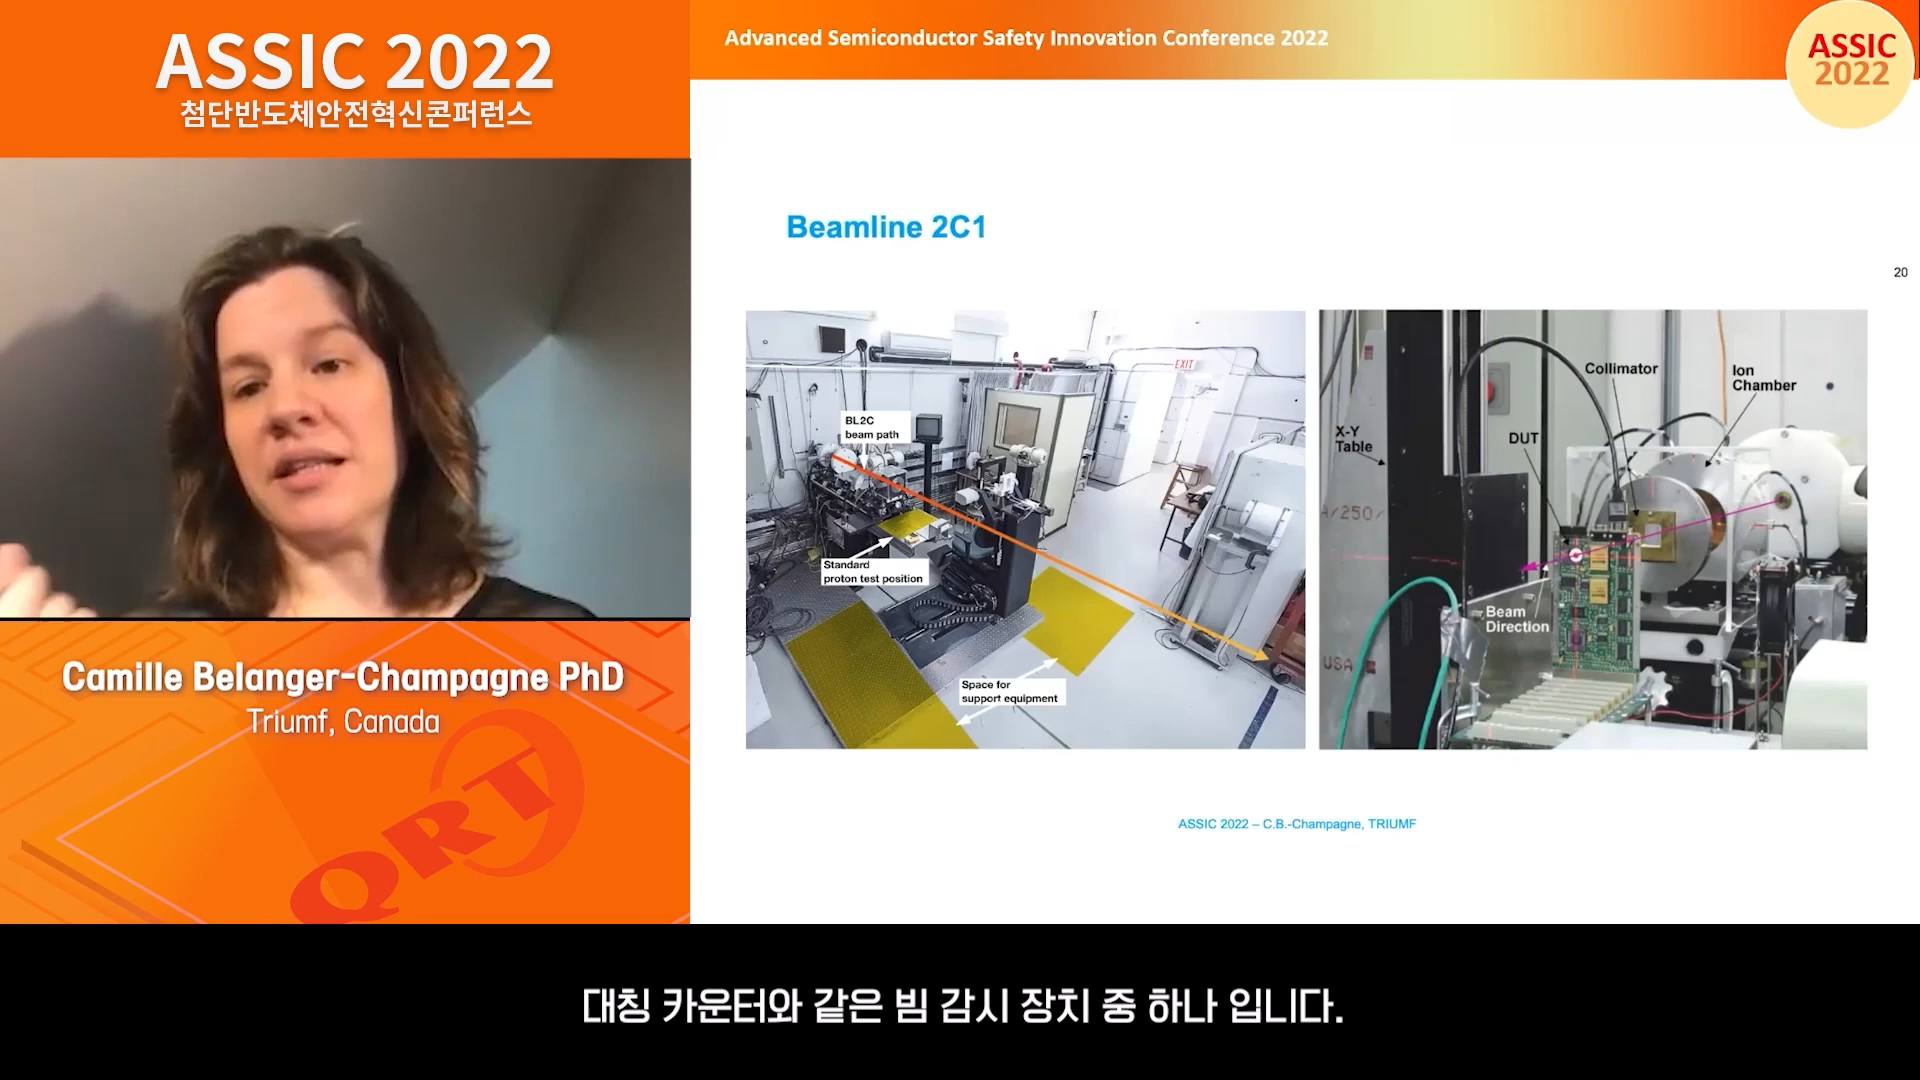 ASSIC 2022
첨단반도체안전혁신콘퍼런스
Camille Belanger-Champagne PhD
Triumf, Canada
QRT
Advanced Semiconductor Safety Innovation Conference 2022
ASSIC
2022
Beamline 2C1
20
EXIT
BL2C
beam path
Standard
proton test position
Space for
support equipment
Collimator
Ion
Chamber
X-Y
Table
DUT
A/250/
Beam
Direction
USA
ASSIC 2022 – C.B.-Champagne, TRIUMF
대칭 카운터와 같은 빔 감시 장치 중 하나 입니다.